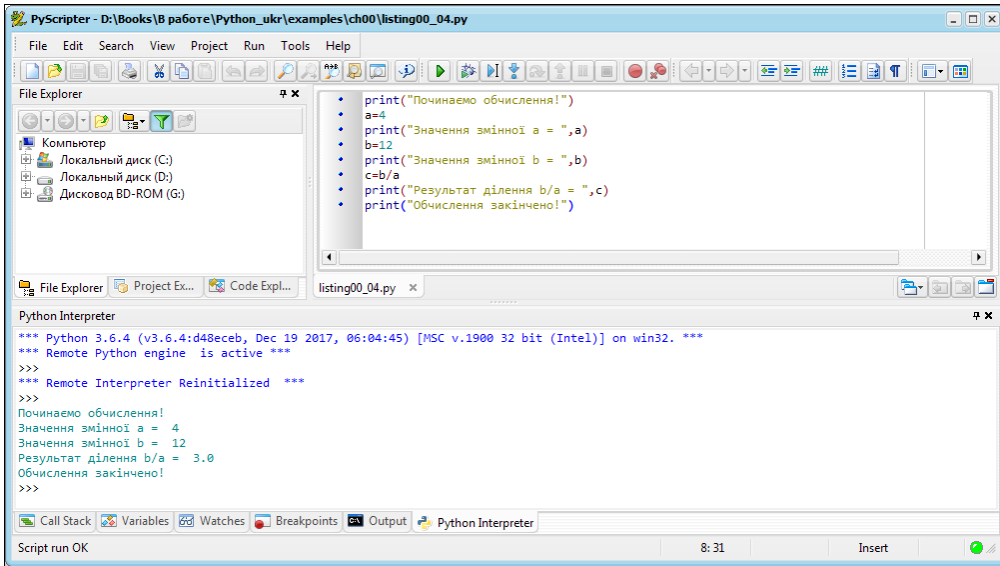 PyScripter - D:\Books\В работе\Python_ukr\examples\ch00\listing00_04.py
File Edit Search View Project Run Tools Help
File Explorer
Компьютер
Локальный диск (C:)
Локальный диск (D:)
Дисковод BD-ROM (G:)
File Explorer Project Ex... Code Expl...
print("Починаємо обчислення!")
a=4
print("Значення змінної a = ",a)
b=12
print("Значення змінної b = ",b)
c=b/a
print("Результат ділення b/a = ",c)
print("Обчислення закінчено!")
listing00_04.py
Python Interpreter
*** Python 3.6.4 (v3.6.4:d48eceb, Dec 19 2017, 06:04:45) [MSC v.1900 32 bit (Intel)] on win32. ***
*** Remote Python engine is active ***
>>>
*** Remote Interpreter Reinitialized ***
>>>
Починаємо обчислення!
Значення змінної a = 4
Значення змінної b = 12
Результат ділення b/a = 3.0
Обчислення закінчено!
>>>
Call Stack Variables Watches Breakpoints Output Python Interpreter
Script run OK 8: 31 Insert